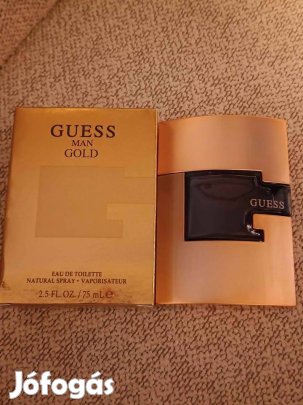 GUESS
MAN
GOLD
EAU DE TOILETTE
NATURAL SPRAY • VAPORISATEUR
2.5 FL.OZ. / 75 mL ℮
GUESS
Jófogás